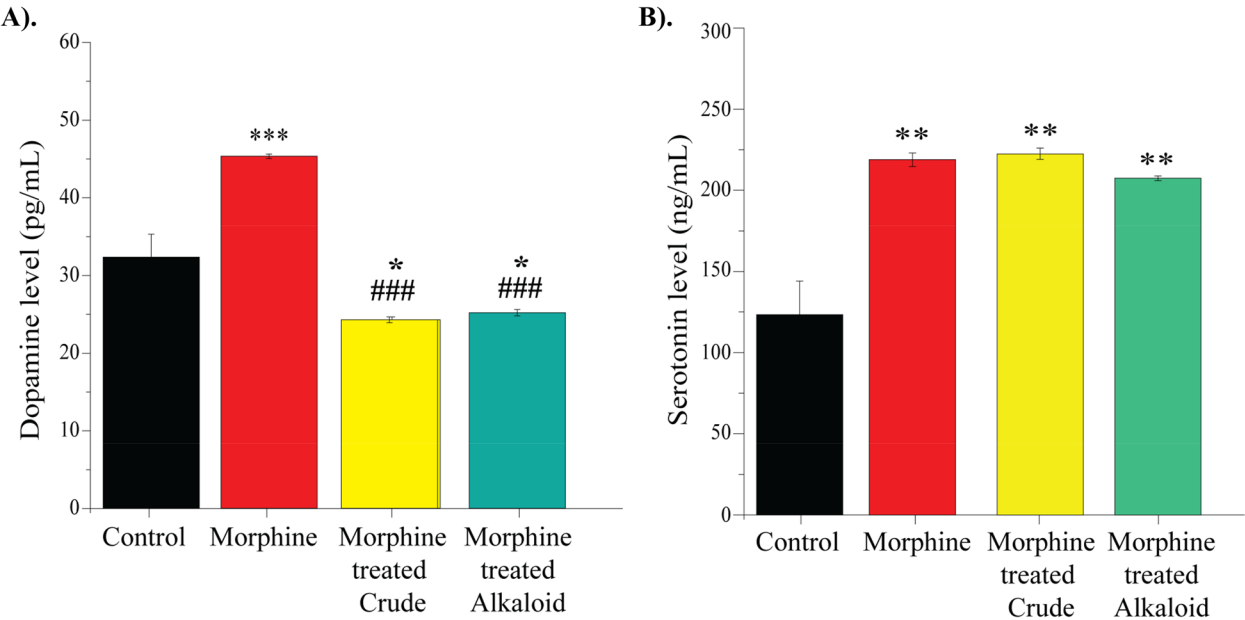 A).
Dopamine level (pg/mL)
60
50
40
30
20
10
0
***
*
###
*
###
Control
Morphine
Morphine
treated
Crude
Morphine
treated
Alkaloid
B).
Serotonin level (ng/mL)
300
250
200
150
100
50
0
**
**
**
Control
Morphine
Morphine
treated
Crude
Morphine
treated
Alkaloid